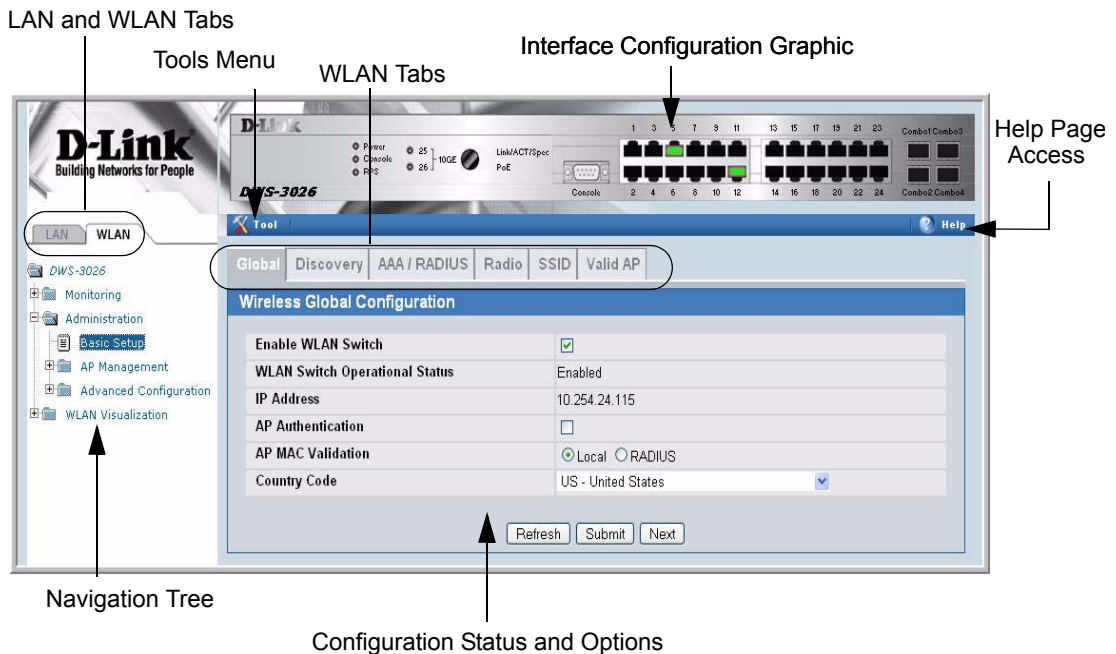 LAN and WLAN Tabs
Tools Menu
WLAN Tabs
Interface Configuration Graphic
Help Page Access
D-Link
Building Networks for People
D-Link
Power
Console
RPS
25
26
10GE
Link/ACT/Spec
PoE
Console
1 3 5 7 9 11 13 15 17 19 21 23 Combo1 Combo3
2 4 6 8 10 12 14 16 18 20 22 24 Combo2 Combo4
DWS-3026
LAN WLAN
Tool
Help
DWS-3026
Monitoring
Administration
Basic Setup
AP Management
Advanced Configuration
WLAN Visualization
Global Discovery AAA / RADIUS Radio SSID Valid AP
Wireless Global Configuration
Enable WLAN Switch
WLAN Switch Operational Status Enabled
IP Address 10.254.24.115
AP Authentication
AP MAC Validation Local RADIUS
Country Code US - United States
Refresh Submit Next
Navigation Tree
Configuration Status and Options